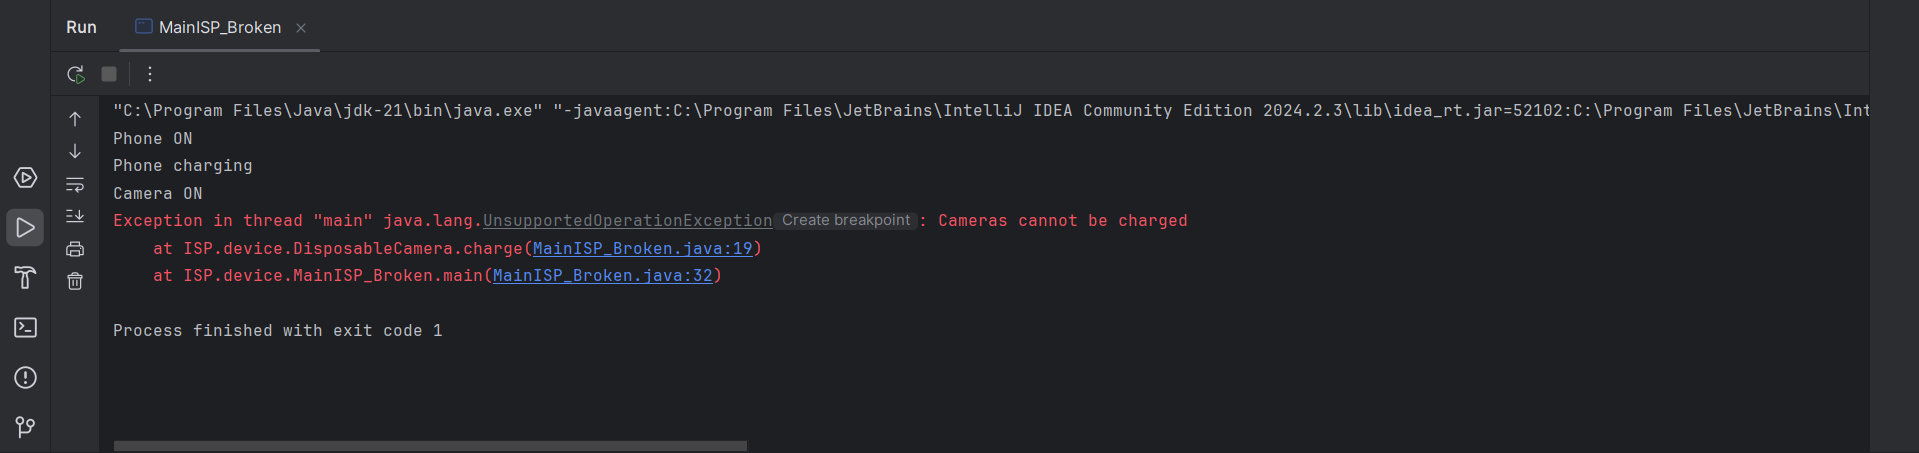 Run MainISP_Broken
"C:\Program Files\Java\jdk-21\bin\java.exe" "-javaagent:C:\Program Files\JetBrains\IntelliJ IDEA Community Edition 2024.2.3\lib\idea_rt.jar=52102:C:\Program Files\JetBrains\Int
Phone ON
Phone charging
Camera ON
Exception in thread "main" java.lang.UnsupportedOperationException Create breakpoint : Cameras cannot be charged
    at ISP.device.DisposableCamera.charge(MainISP_Broken.java:19)
    at ISP.device.MainISP_Broken.main(MainISP_Broken.java:32)
Process finished with exit code 1